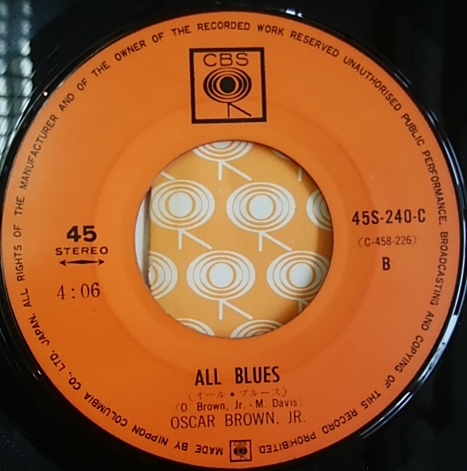 ALL RIGHTS OF THE MANUFACTURER AND OF THE OWNER OF THE RECORDED WORK RESERVED UNAUTHORISED PUBLIC PERFORMANCE, BROADCASTING AND COPYING OF THIS RECORD PROHIBITED
MADE BY NIPPON COLUMBIA CO., LTD. JAPAN.
CBS
45
STEREO
4:06
45S-240-C
(C-458-226)
B
ALL BLUES
(オール・ブルース)
(O. Brown, Jr. - M. Davis)
OSCAR BROWN, JR.